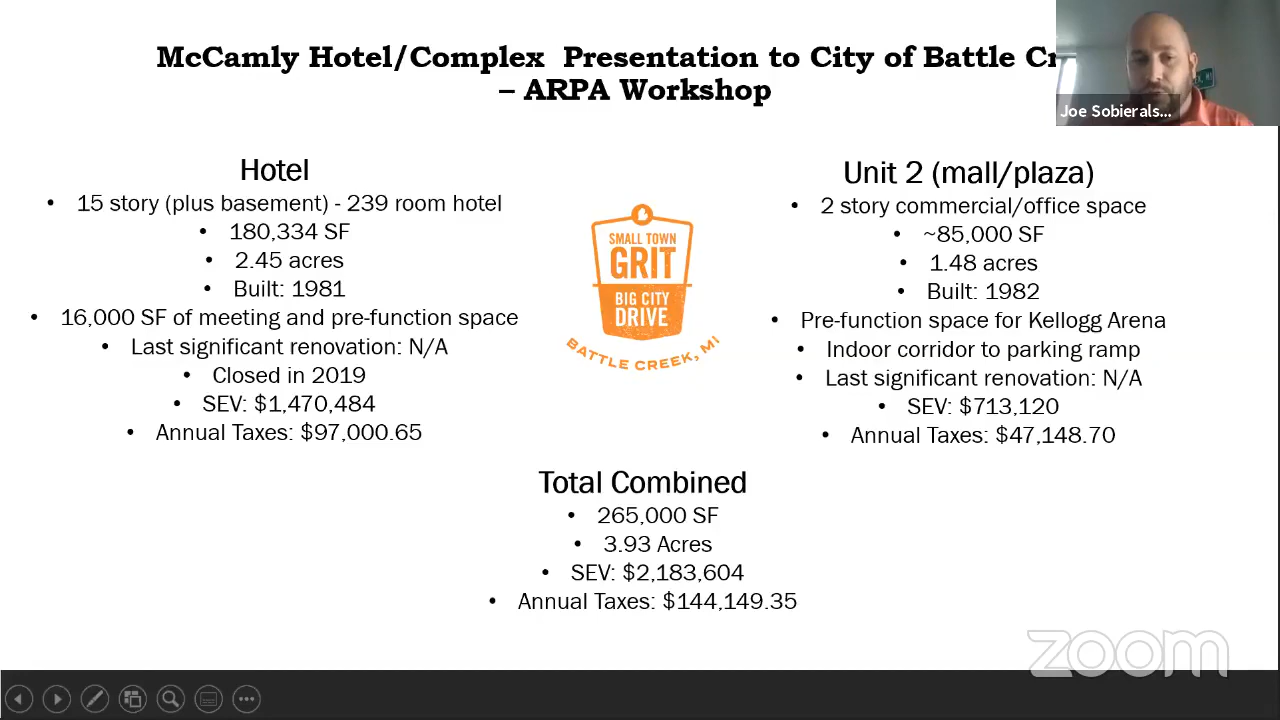 McCamly Hotel/Complex Presentation to City of Battle Cr
– ARPA Workshop
Joe Sobierals...
Hotel
• 15 story (plus basement) - 239 room hotel
• 180,334 SF
• 2.45 acres
• Built: 1981
• 16,000 SF of meeting and pre-function space
• Last significant renovation: N/A
• Closed in 2019
• SEV: $1,470,484
• Annual Taxes: $97,000.65
SMALL TOWN
GRIT
BIG CITY
DRIVE
BATTLE CREEK, MI
Unit 2 (mall/plaza)
• 2 story commercial/office space
• ~85,000 SF
• 1.48 acres
• Built: 1982
• Pre-function space for Kellogg Arena
• Indoor corridor to parking ramp
• Last significant renovation: N/A
• SEV: $713,120
• Annual Taxes: $47,148.70
Total Combined
• 265,000 SF
• 3.93 Acres
• SEV: $2,183,604
• Annual Taxes: $144,149.35
zoom